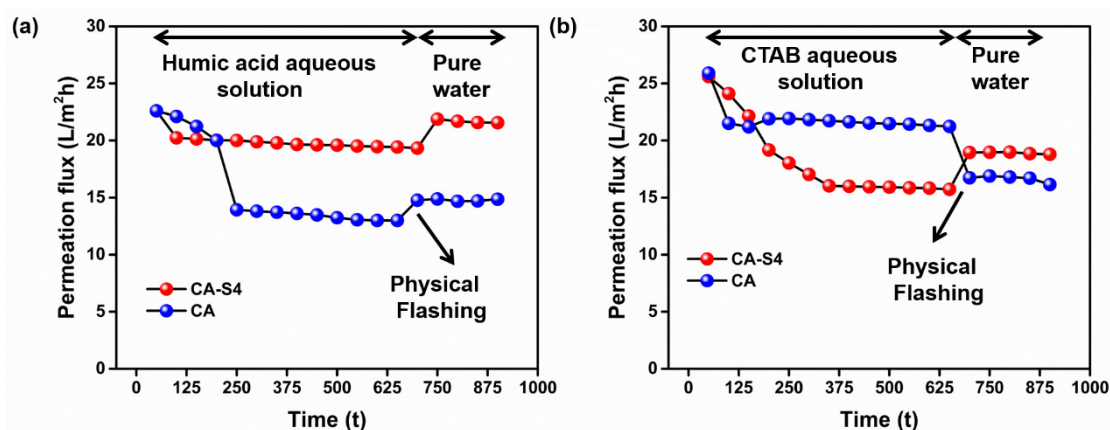 (a)
30
25
20
15
10
5
0
Permeation flux (L/m²h)
Humic acid aqueous
solution
Pure
water
CA-S4
CA
Physical
Flashing
0 125 250 375 500 625 750 875 1000
Time (t)
(b)
30
25
20
15
10
5
0
Permeation flux (L/m²h)
CTAB aqueous
solution
Pure
water
CA-S4
CA
Physical
Flashing
0 125 250 375 500 625 750 875 1000
Time (t)